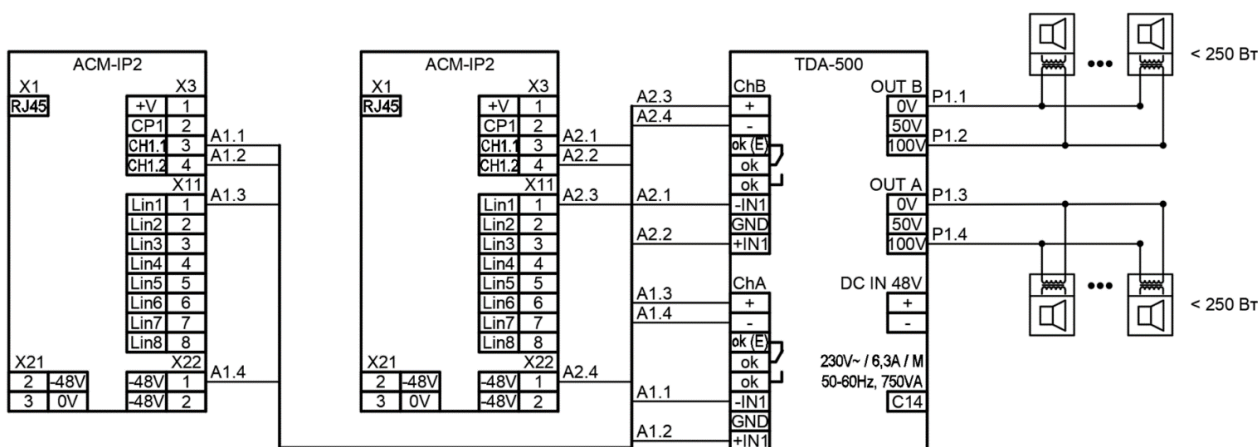 ACM-IP2
X1
X3
RJ45
+V 1
CP1 2
CH1.1 3
A1.1
CH1.2 4
A1.2
X11
Lin1 1
A1.3
Lin2 2
Lin3 3
Lin4 4
Lin5 5
Lin6 6
Lin7 7
Lin8 8
X21
X22
2 -48V
-48V 1
A1.4
3 0V
-48V 2
ACM-IP2
X1
X3
RJ45
+V 1
CP1 2
CH1.1 3
A2.1
CH1.2 4
A2.2
X11
Lin1 1
A2.3
Lin2 2
Lin3 3
Lin4 4
Lin5 5
Lin6 6
Lin7 7
Lin8 8
X21
X22
2 -48V
-48V 1
A2.4
3 0V
-48V 2
TDA-500
ChB
A2.3
+
A2.4
-
ok (E)
ok
ok
A2.1
-IN1
GND
A2.2
+IN1
ChA
A1.3
+
A1.4
-
ok (E)
ok
ok
A1.1
-IN1
GND
A1.2
+IN1
OUT B
0V
P1.1
50V
100V
P1.2
OUT A
0V
P1.3
50V
100V
P1.4
DC IN 48V
+
-
230V~ / 6,3A / M
50-60Hz, 750VA
C14
< 250 Вт
< 250 Вт